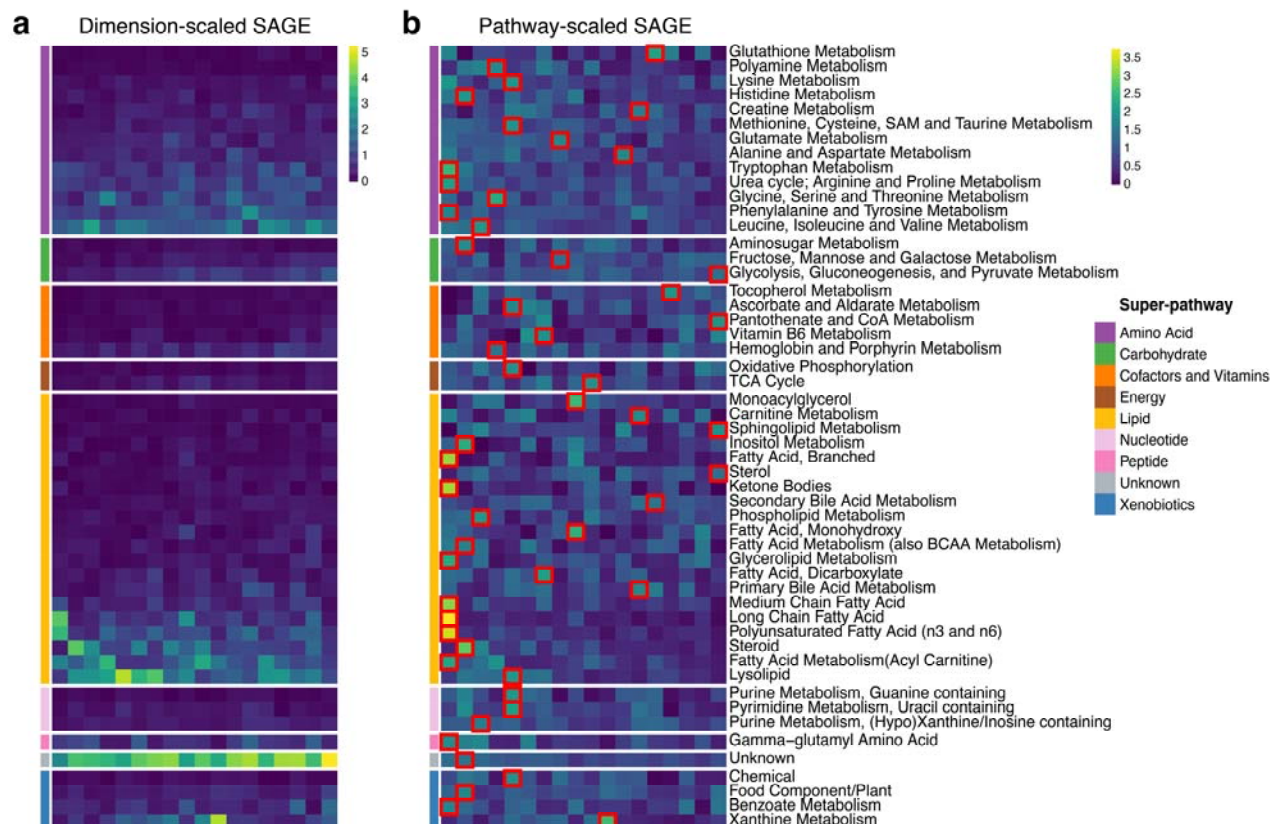 a Dimension-scaled SAGE
b Pathway-scaled SAGE
5
4
3
2
1
0
Glutathione Metabolism
Polyamine Metabolism
Lysine Metabolism
Histidine Metabolism
Creatine Metabolism
Methionine, Cysteine, SAM and Taurine Metabolism
Glutamate Metabolism
Alanine and Aspartate Metabolism
Tryptophan Metabolism
Urea cycle; Arginine and Proline Metabolism
Glycine, Serine and Threonine Metabolism
Phenylalanine and Tyrosine Metabolism
Leucine, Isoleucine and Valine Metabolism
Aminosugar Metabolism
Fructose, Mannose and Galactose Metabolism
Glycolysis, Gluconeogenesis, and Pyruvate Metabolism
Tocopherol Metabolism
Ascorbate and Aldarate Metabolism
Pantothenate and CoA Metabolism
Vitamin B6 Metabolism
Hemoglobin and Porphyrin Metabolism
Oxidative Phosphorylation
TCA Cycle
Monoacylglycerol
Carnitine Metabolism
Sphingolipid Metabolism
Inositol Metabolism
Fatty Acid, Branched
Sterol
Ketone Bodies
Secondary Bile Acid Metabolism
Phospholipid Metabolism
Fatty Acid, Monohydroxy
Fatty Acid Metabolism (also BCAA Metabolism)
Glycerolipid Metabolism
Fatty Acid, Dicarboxylate
Primary Bile Acid Metabolism
Medium Chain Fatty Acid
Long Chain Fatty Acid
Polyunsaturated Fatty Acid (n3 and n6)
Steroid
Fatty Acid Metabolism(Acyl Carnitine)
Lysolipid
Purine Metabolism, Guanine containing
Pyrimidine Metabolism, Uracil containing
Purine Metabolism, (Hypo)Xanthine/Inosine containing
Gamma−glutamyl Amino Acid
Unknown
Chemical
Food Component/Plant
Benzoate Metabolism
Xanthine Metabolism
3.5
3
2.5
2
1.5
1
0.5
0
Super-pathway
Amino Acid
Carbohydrate
Cofactors and Vitamins
Energy
Lipid
Nucleotide
Peptide
Unknown
Xenobiotics